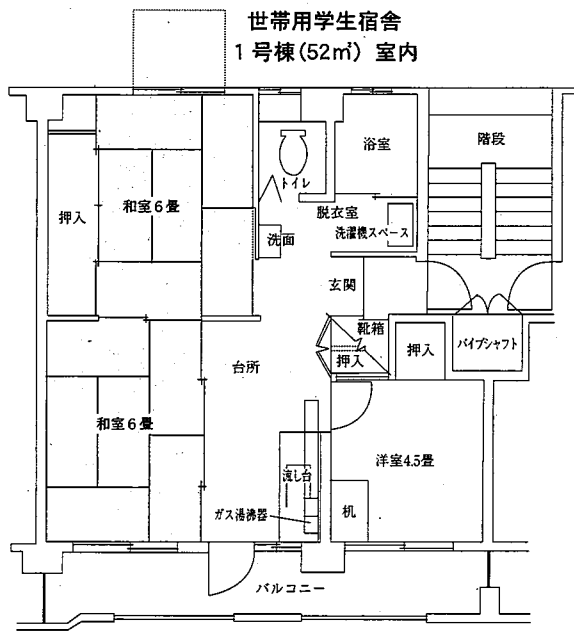 世帯用学生宿舎
1号棟(52㎡) 室内
浴室
階段
トイレ
和室6畳
押入
脱衣室
洗濯機スペース
洗面
玄関
靴箱
押入
押入
パイプシャフト
台所
和室6畳
洋室4.5畳
流し台
ガス湯沸器
机
バルコニー